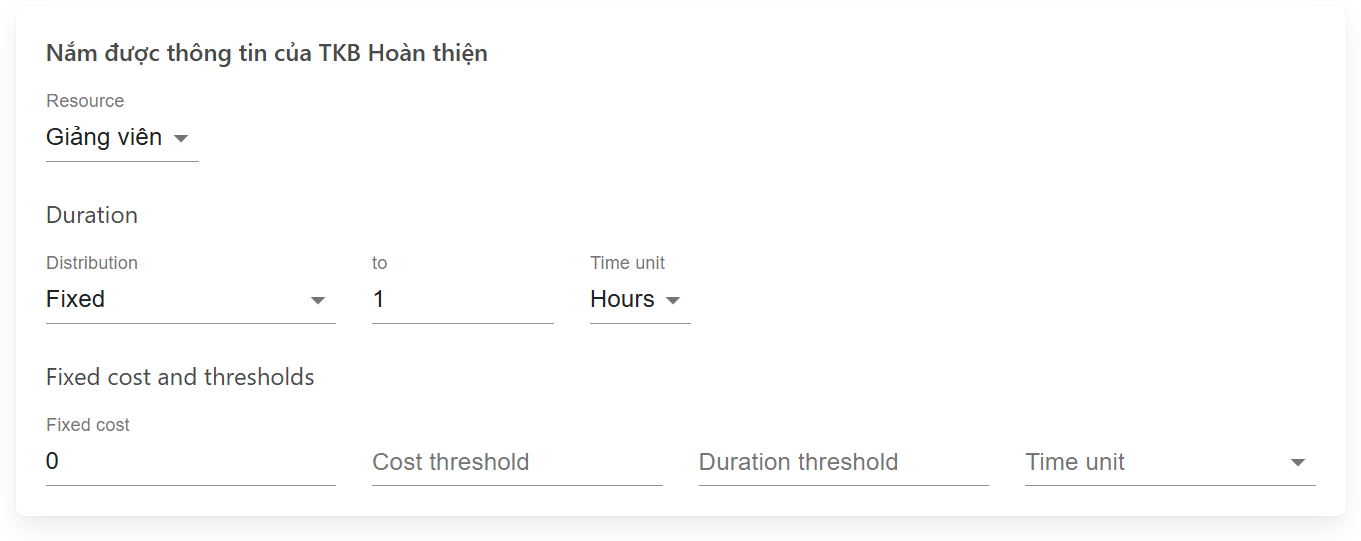 Nắm được thông tin của TKB Hoàn thiện
Resource
Giảng viên
Duration
Distribution to Time unit
Fixed 1 Hours
Fixed cost and thresholds
Fixed cost
0 Cost threshold Duration threshold Time unit